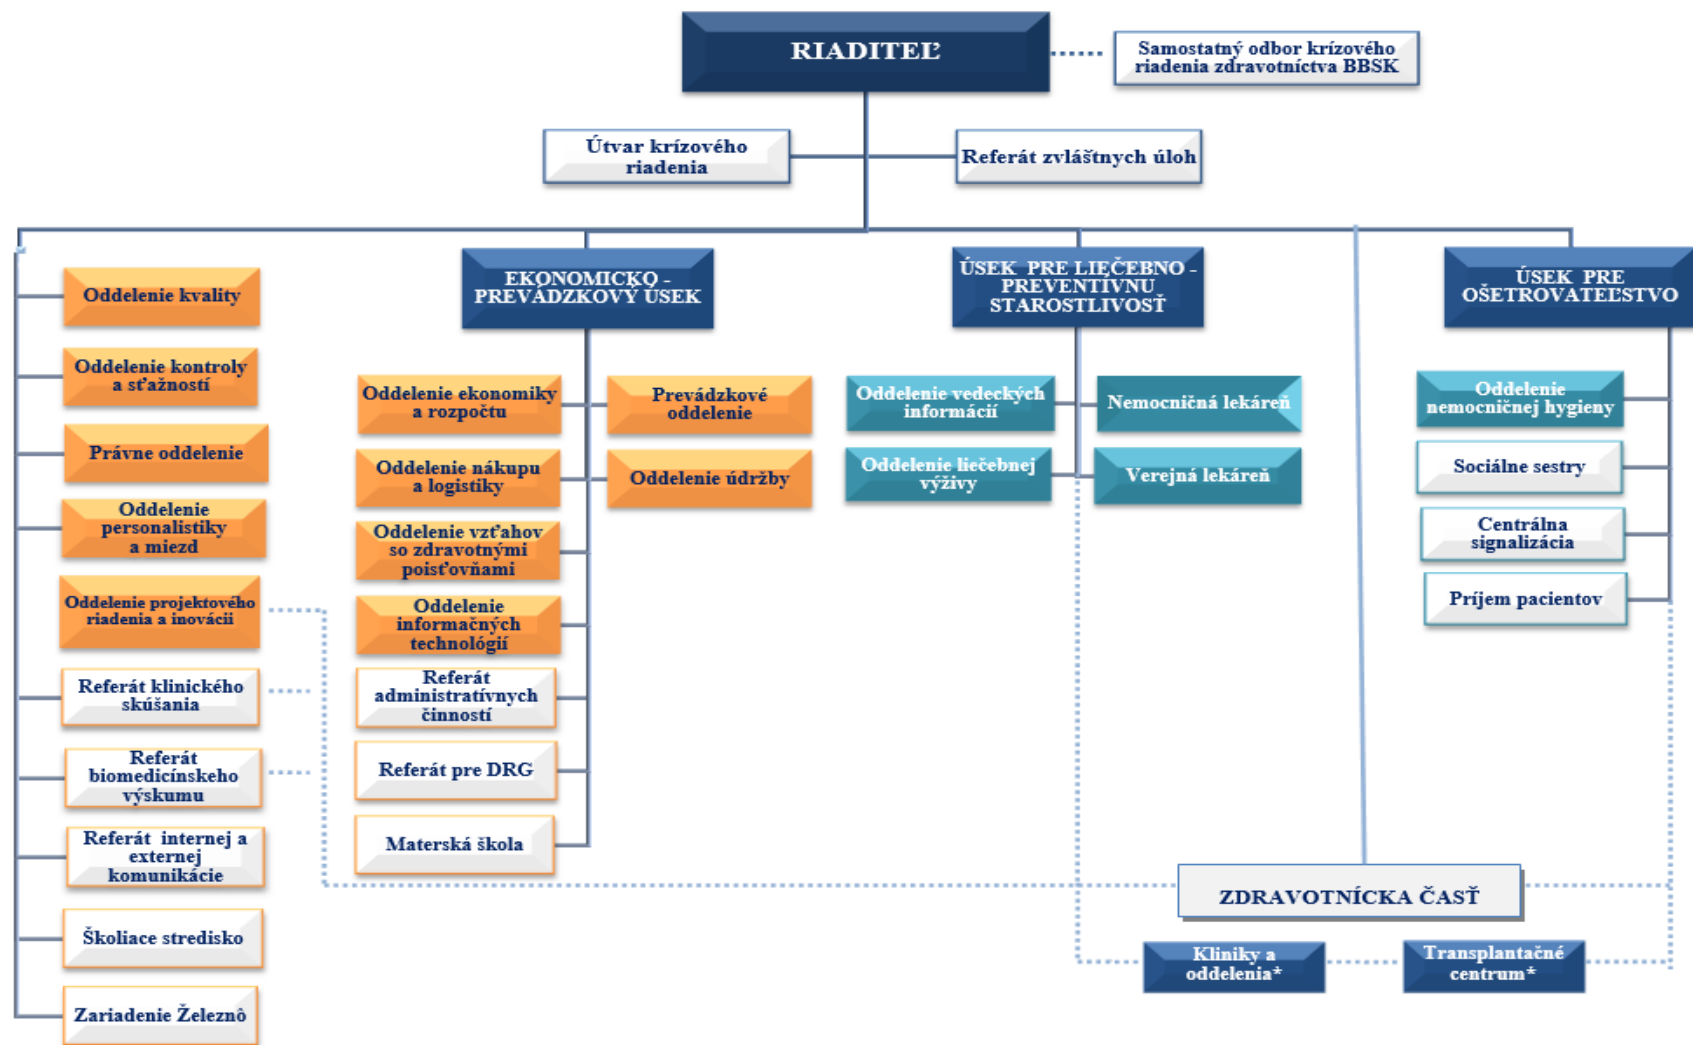 RIADITEĽ
Samostatný odbor krízového
riadenia zdravotníctva BBSK
Útvar krízového
riadenia
Referát zvláštnych úloh
Oddelenie kvality
Oddelenie kontroly
a sťažností
Právne oddelenie
Oddelenie
personalistiky
a miezd
Oddelenie projektového
riadenia a inovácii
Referát klinického
skúšania
Referát
biomedicínskeho
výskumu
Referát internej a
externej
komunikácie
Školiace stredisko
Zariadenie Železnô
EKONOMICKO -
PREVÁDZKOVÝ ÚSEK
Oddelenie ekonomiky
a rozpočtu
Prevádzkové
oddelenie
Oddelenie nákupu
a logistiky
Oddelenie údržby
Oddelenie vzťahov
so zdravotnými
poisťovňami
Oddelenie
informačných
technológií
Referát
administratívnych
činností
Referát pre DRG
Materská škola
ÚSEK PRE LIEČEBNO -
PREVENTÍVNU
STAROSTLIVOSŤ
Oddelenie vedeckých
informácií
Nemocničná lekáreň
Oddelenie liečebnej
výživy
Verejná lekáreň
ÚSEK PRE
OŠETROVATEĽSTVO
Oddelenie
nemocničnej hygieny
Sociálne sestry
Centrálna
signalizácia
Príjem pacientov
ZDRAVOTNÍCKA ČASŤ
Kliniky a
oddelenia*
Transplantačné
centrum*